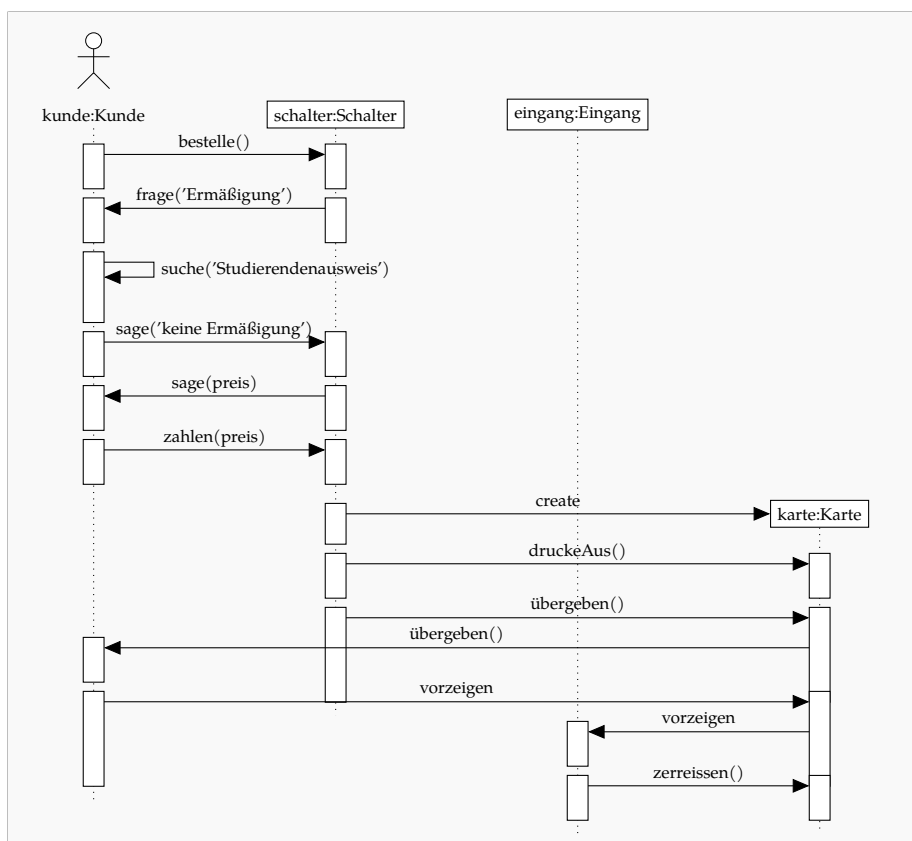 kunde:Kunde
schalter:Schalter
eingang:Eingang
bestelle()
frage('Ermäßigung')
suche('Studierendenausweis')
sage('keine Ermäßigung')
sage(preis)
zahlen(preis)
create
karte:Karte
druckeAus()
übergeben()
übergeben()
vorzeigen
vorzeigen
zerreissen()